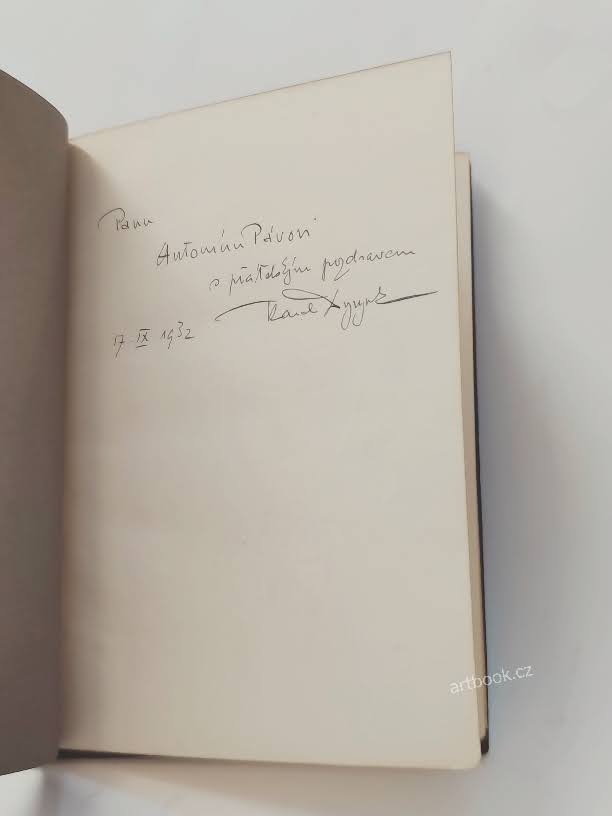 Panu
Antonínu Pávovi
s přátelským pozdravem
Karel
17 IX 1932
artbook.cz